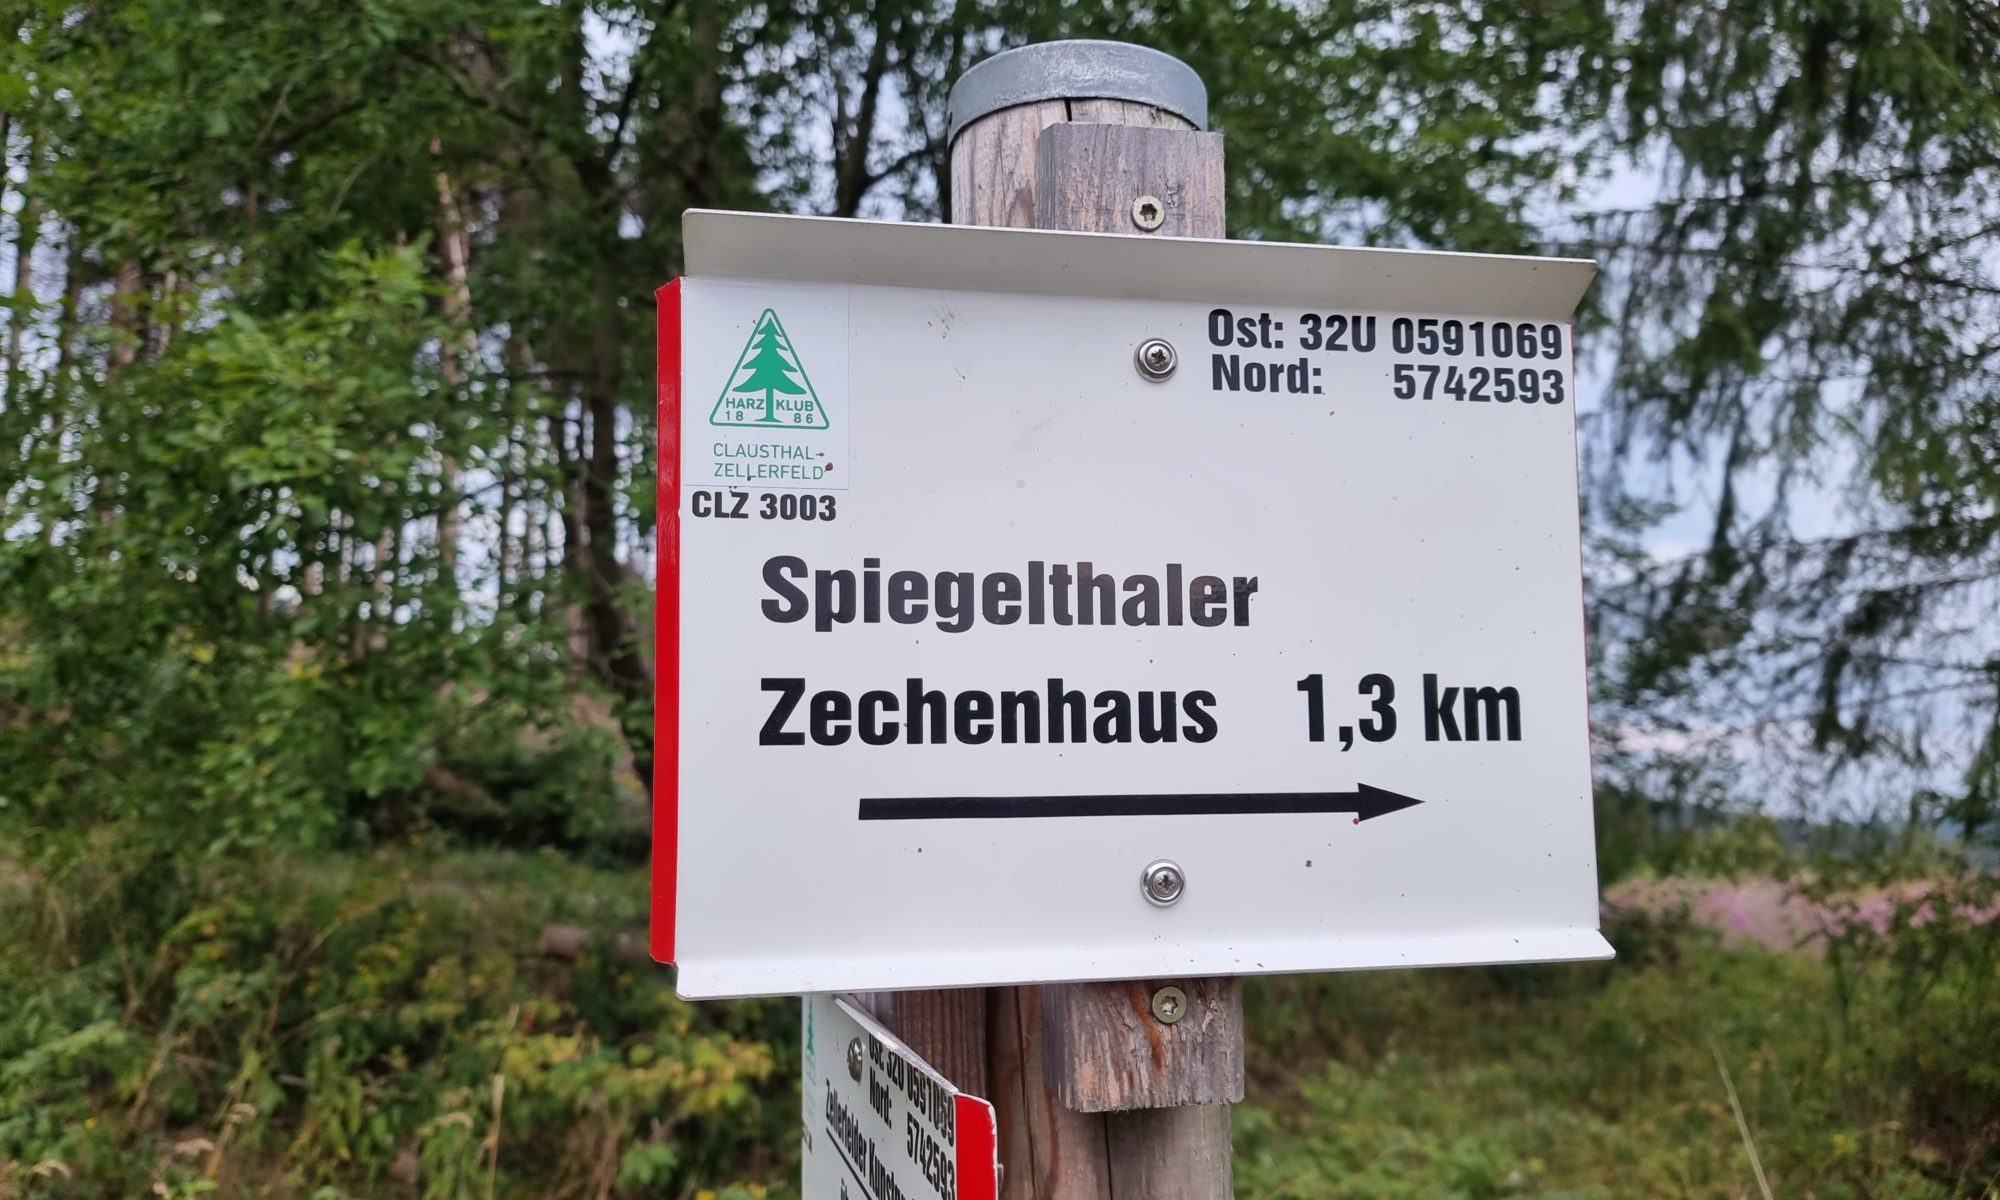 HARZ KLUB
18 86
CLAUSTHAL-
ZELLERFELD
CLZ 3003
Ost: 32U 0591069
Nord: 5742593
Spiegelthaler
Zechenhaus 1,3 km
Ost: 32U 0591069
Nord: 5742593
Zellerfelder